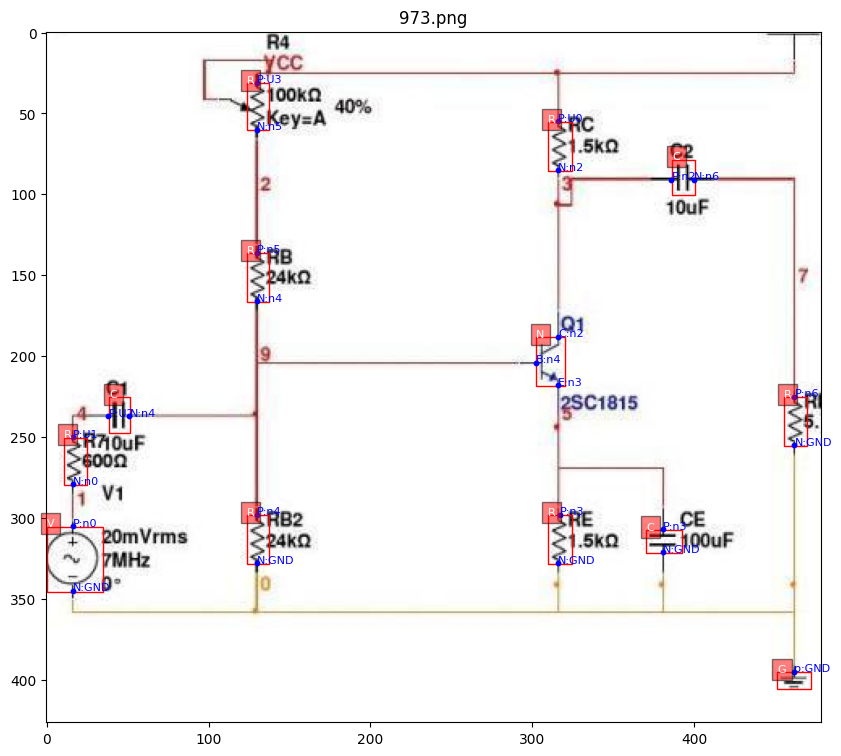 973.png
R4
VCC
R P:U3
100kΩ
40%
Key=A
N:n5
R P:U0
RC
1.5kΩ
N:n2
C2
N:n6
10uF
2
3
R P:n5
RB
24kΩ
N:n4
7
Q1
N C:n2
B:n4
E:n3
2SC1815
9
5
C1
N:n4
4
10uF
R P:U1
R7
600Ω
N:n0
1
V1
R P:n6
5.
N:GND
V P:n0
20mVrms
7MHz
0°
N:GND
R P:n4
RB2
24kΩ
N:GND
0
R P:n3
RE
1.5kΩ
N:GND
C P:n3
CE
100uF
N:GND
G p:GND
0
50
100
150
200
250
300
350
400
0
100
200
300
400